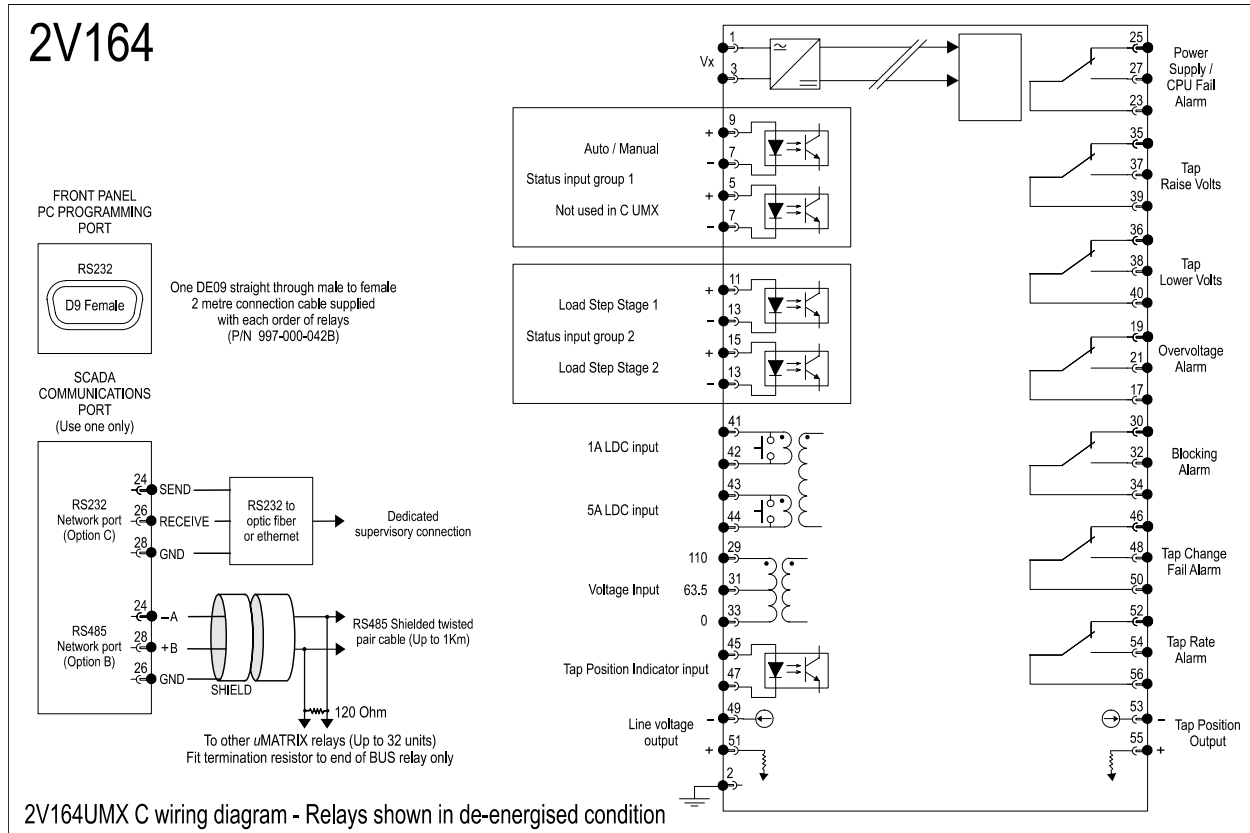 2V164
FRONT PANEL
PC PROGRAMMING
PORT
RS232
D9 Female
One DE09 straight through male to female
2 metre connection cable supplied
with each order of relays
(P/N 997-000-042B)
SCADA
COMMUNICATIONS
PORT
(Use one only)
RS232
Network port
(Option C)
24
SEND
26
RECEIVE
28
GND
RS232 to
optic fiber
or ethernet
Dedicated
supervisory connection
RS485
Network port
(Option B)
24
–A
28
+B
26
GND
SHIELD
RS485 Shielded twisted
pair cable (Up to 1Km)
120 Ohm
To other uMATRIX relays (Up to 32 units)
Fit termination resistor to end of BUS relay only
Vx
1
3
Auto / Manual
+
9
–
7
Status input group 1
Not used in C UMX
+
5
–
7
Load Step Stage 1
+
11
–
13
Status input group 2
Load Step Stage 2
+
15
–
13
1A LDC input
41
42
5A LDC input
43
44
Voltage Input
110
29
63.5
31
0
33
Tap Position Indicator input
45
47
Line voltage
output
-
49
+
51
2
25
27
23
Power
Supply /
CPU Fail
Alarm
35
37
39
Tap
Raise Volts
36
38
40
Tap
Lower Volts
19
21
17
Overvoltage
Alarm
30
32
34
Blocking
Alarm
46
48
50
Tap Change
Fail Alarm
52
54
56
Tap Rate
Alarm
53
–
55
+
Tap Position
Output
2V164UMX C wiring diagram - Relays shown in de-energised condition